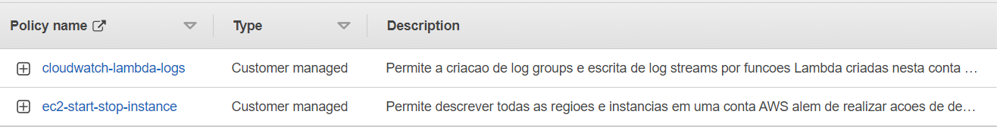 Policy name Type Description
cloudwatch-lambda-logs Customer managed Permite a criacao de log groups e escrita de log streams por funcoes Lambda criadas nesta conta ...
ec2-start-stop-instance Customer managed Permite descrever todas as regioes e instancias em uma conta AWS alem de realizar acoes de de...